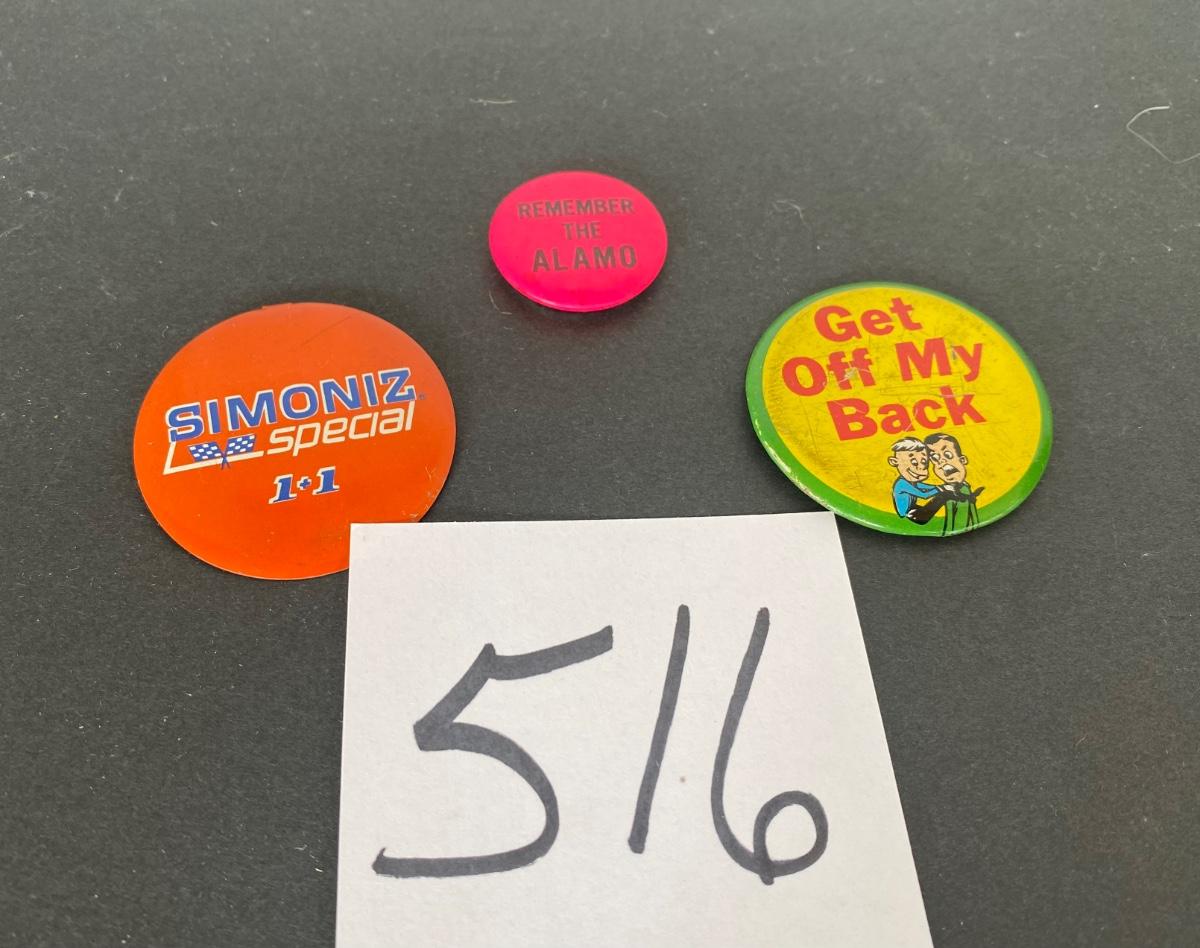 REMEMBER
THE
ALAMO
SIMONIZ
special
1+1
Get
Off My
Back
516